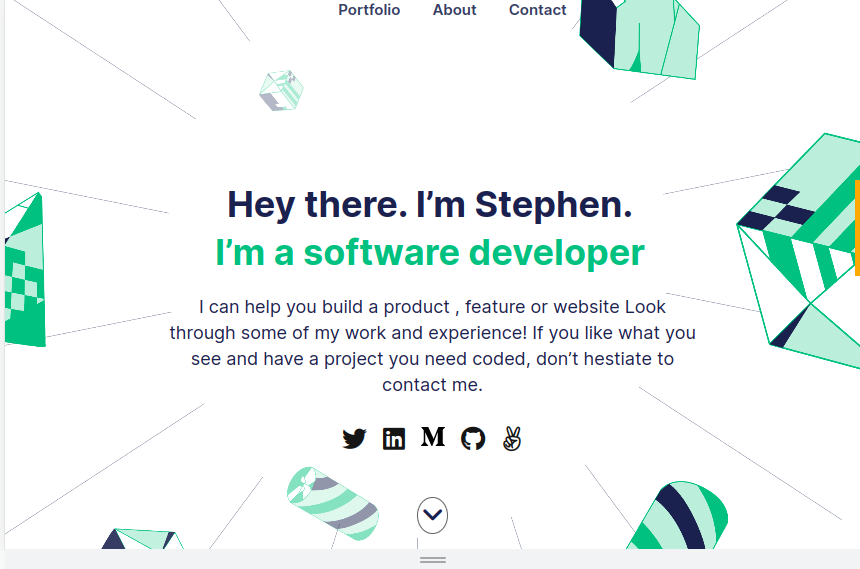 Portfolio About Contact
Hey there. I’m Stephen.
I’m a software developer
I can help you build a product , feature or website Look
through some of my work and experience! If you like what you
see and have a project you need coded, don’t hestiate to
contact me.
in M